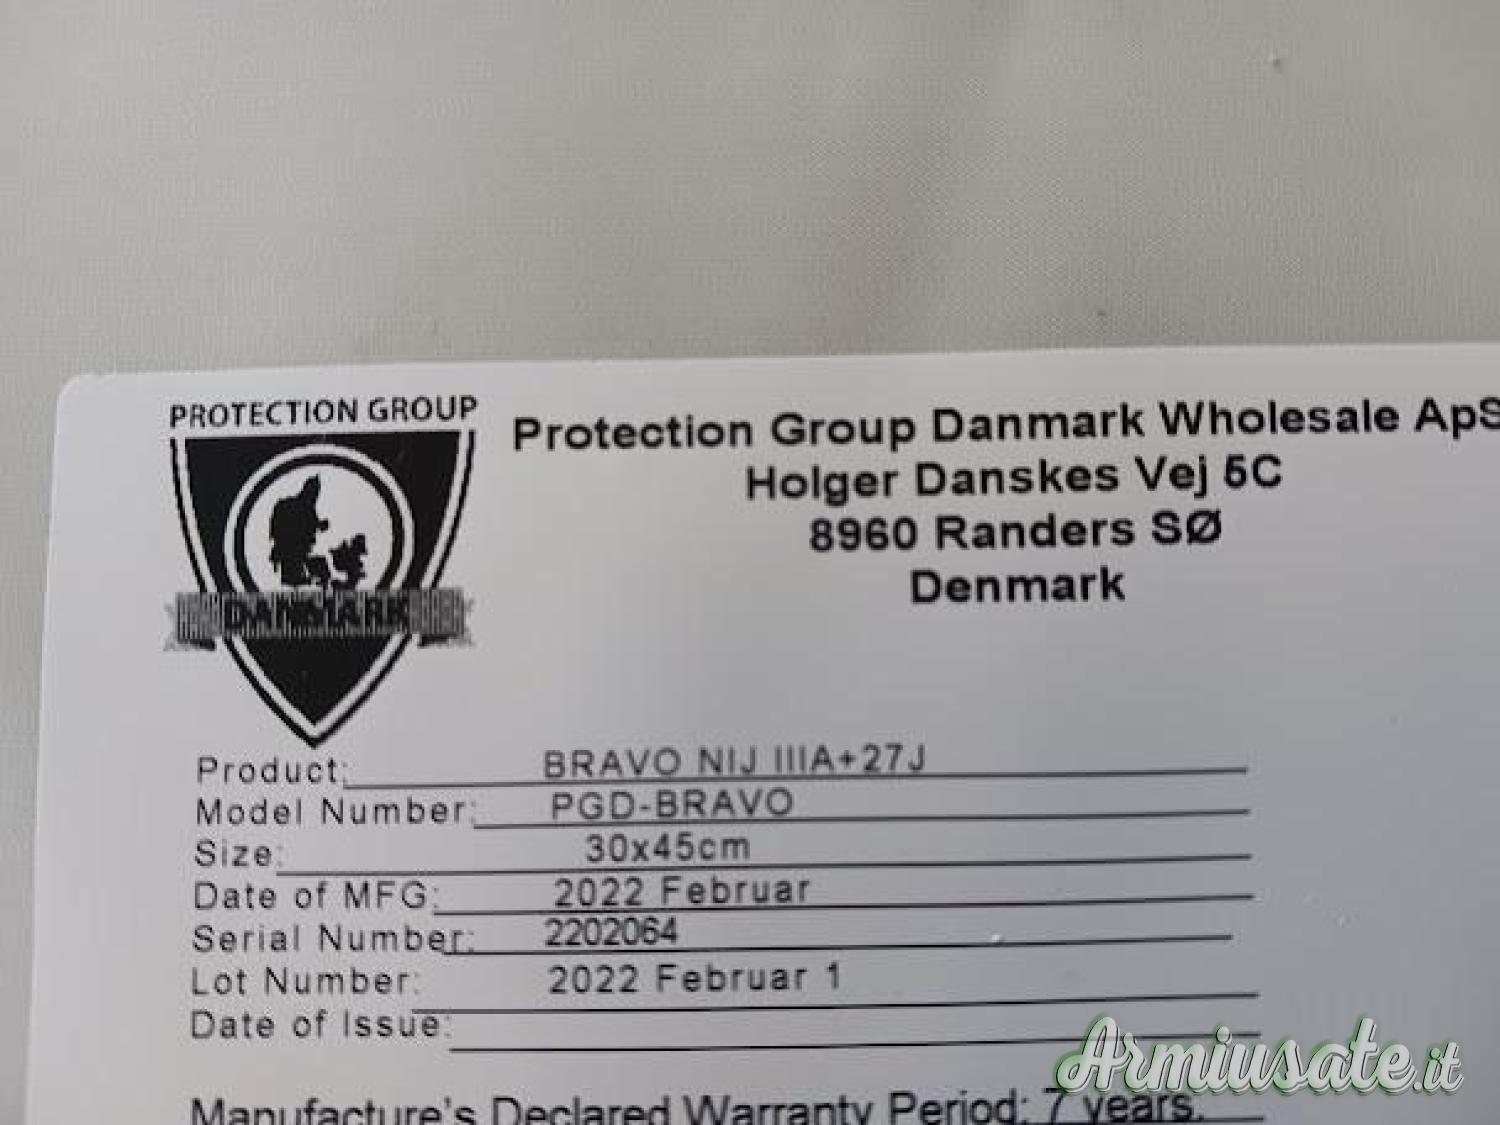 PROTECTION GROUP
DANMARK
Protection Group Danmark Wholesale ApS
Holger Danskes Vej 5C
8960 Randers SØ
Denmark
Product: BRAVO NIJ IIIA+27J
Model Number: PGD-BRAVO
Size: 30x45cm
Date of MFG: 2022 Februar
Serial Number: 2202064
Lot Number: 2022 Februar 1
Date of Issue:
Manufacture's Declared Warranty Period: 7 years.
Armiusate.it